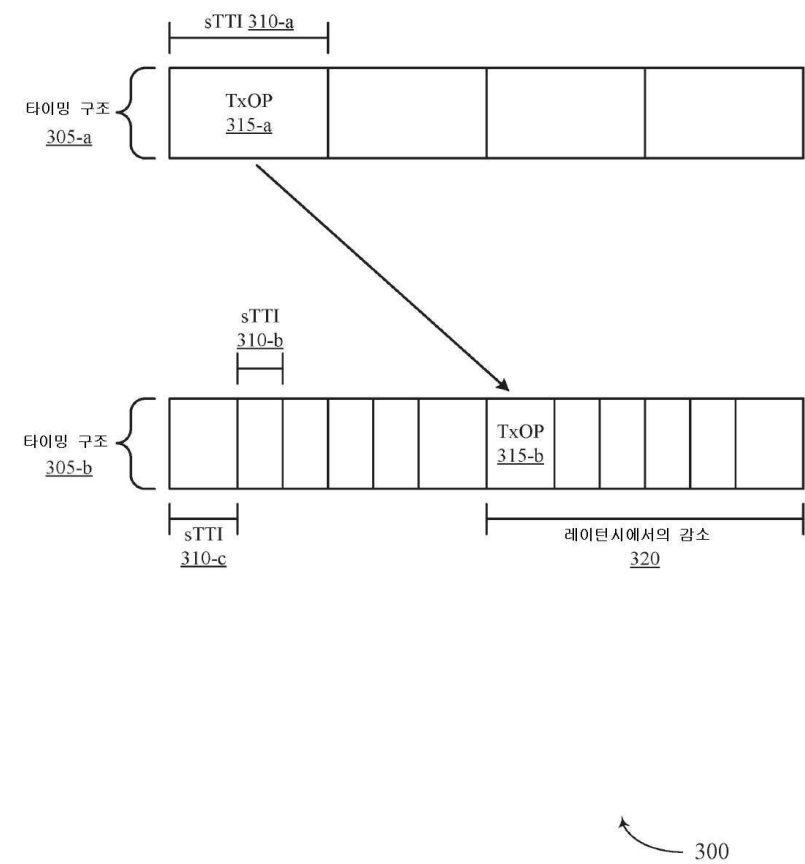 sTTI 310-a
타이밍 구조
305-a
TxOP
315-a
sTTI
310-b
타이밍 구조
305-b
TxOP
315-b
sTTI
310-c
레이턴시에서의 감소
320
300